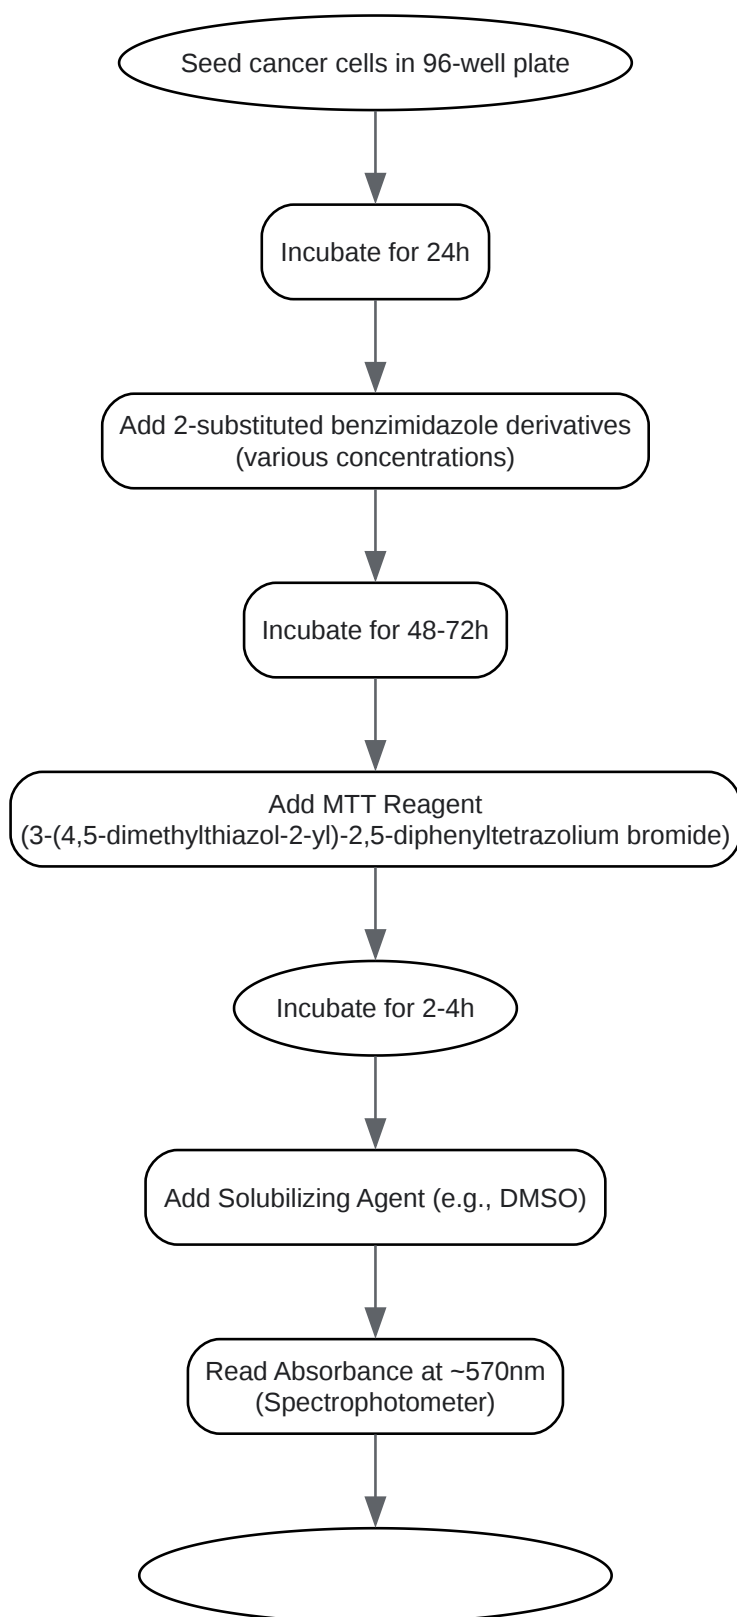 Seed cancer cells in 96-well plate
Incubate for 24h
Add 2-substituted benzimidazole derivatives
(various concentrations)
Incubate for 48-72h
Add MTT Reagent
(3-(4,5-dimethylthiazol-2-yl)-2,5-diphenyltetrazolium bromide)
Incubate for 2-4h
Add Solubilizing Agent (e.g., DMSO)
Read Absorbance at ~570nm
(Spectrophotometer)